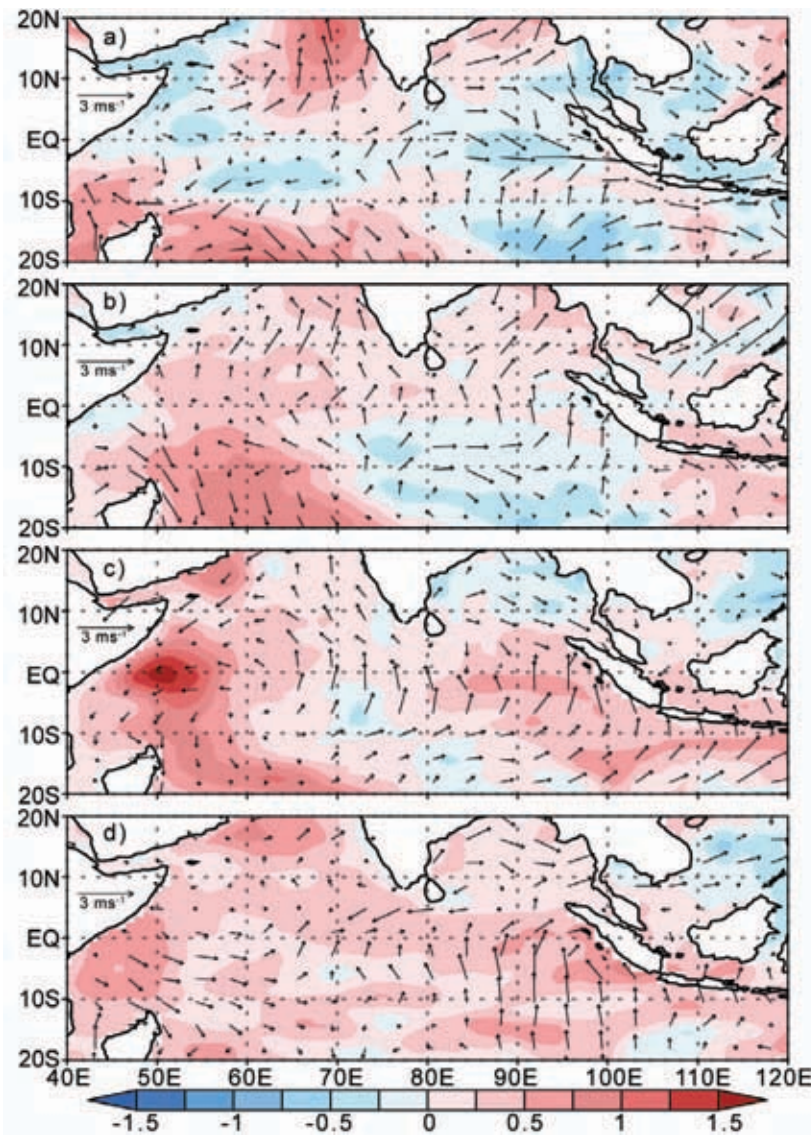 20N
a)
10N
3 ms⁻¹
EQ
10S
20S
20N
b)
10N
3 ms⁻¹
EQ
10S
20S
20N
c)
10N
3 ms⁻¹
EQ
10S
20S
20N
d)
10N
3 ms⁻¹
EQ
10S
20S
40E 50E 60E 70E 80E 90E 100E 110E 120E
-1.5 -1 -0.5 0 0.5 1 1.5